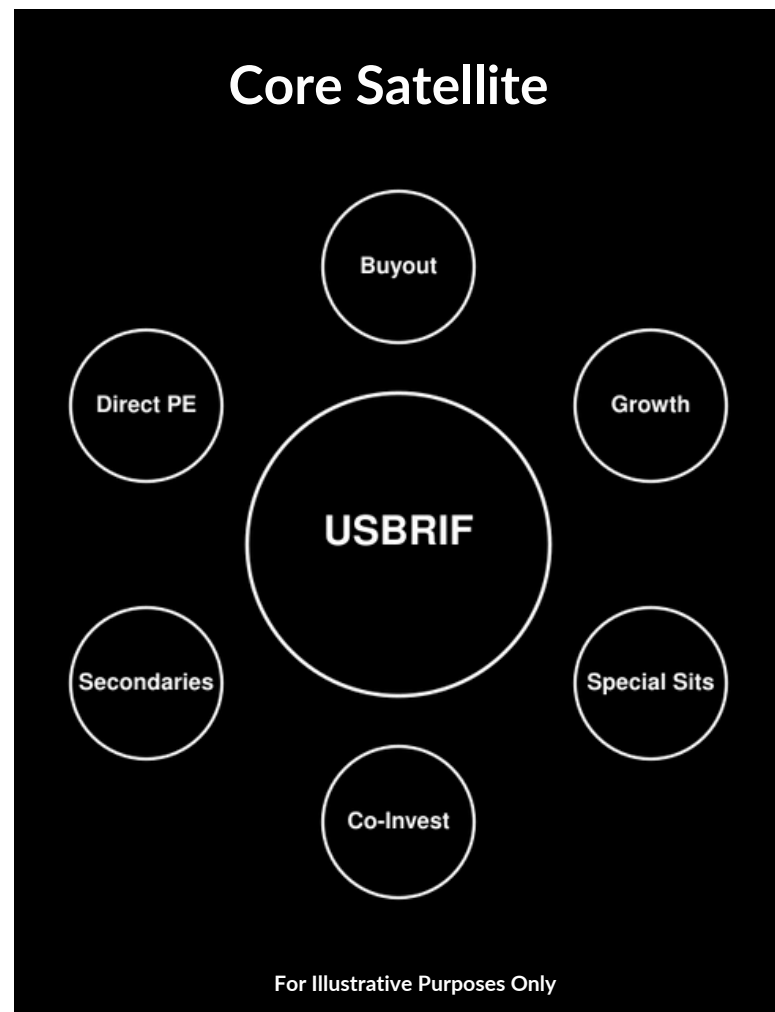 Core Satellite
Buyout
Direct PE
Growth
USBRIF
Secondaries
Special Sits
Co-Invest
For Illustrative Purposes Only